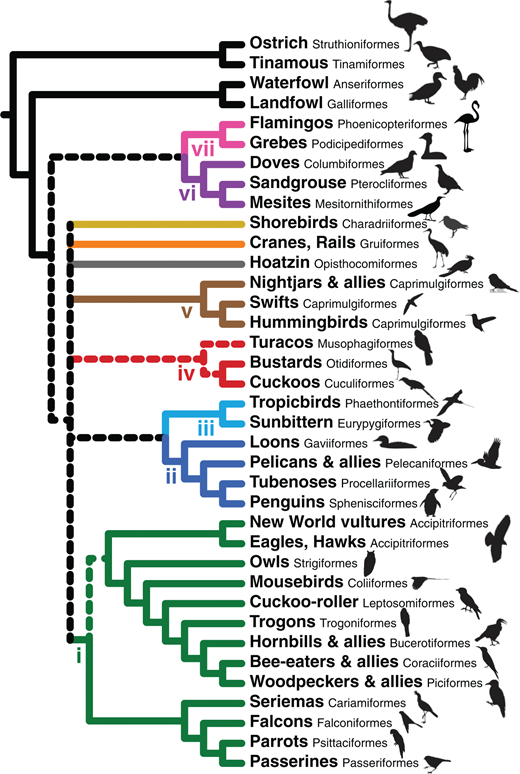 Ostrich Struthioniformes
Tinamous Tinamiformes
Waterfowl Anseriformes
Landfowl Galliformes
Flamingos Phoenicopteriformes
vii
Grebes Podicipediformes
Doves Columbiformes
vi
Sandgrouse Pterocliformes
Mesites Mesitornithiformes
Shorebirds Charadriiformes
Cranes, Rails Gruiformes
Hoatzin Opisthocomiformes
Nightjars & allies Caprimulgiformes
Swifts Caprimulgiformes
v
Hummingbirds Caprimulgiformes
Turacos Musophagiformes
Bustards Otidiformes
iv
Cuckoos Cuculiformes
Tropicbirds Phaethontiformes
iii
Sunbittern Eurypygiformes
Loons Gaviiformes
Pelicans & allies Pelecaniformes
ii
Tubenoses Procellariiformes
Penguins Sphenisciformes
New World vultures Accipitriformes
Eagles, Hawks Accipitriformes
Owls Strigiformes
Mousebirds Coliiformes
Cuckoo-roller Leptosomiformes
Trogons Trogoniformes
Hornbills & allies Bucerotiformes
i
Bee-eaters & allies Coraciiformes
Woodpeckers & allies Piciformes
Seriemas Cariamiformes
Falcons Falconiformes
Parrots Psittaciformes
Passerines Passeriformes